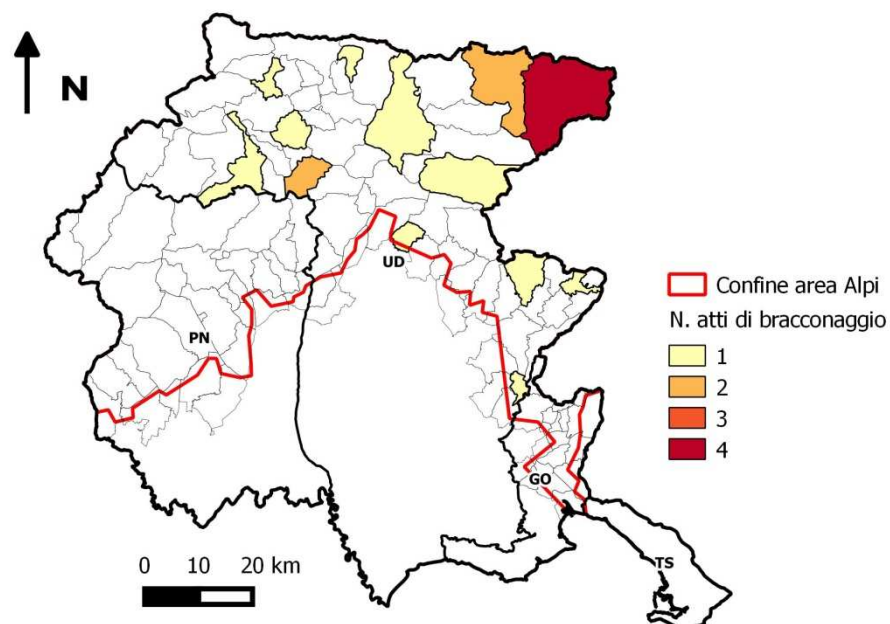 N
UD
PN
GO
TS
Confine area Alpi
N. atti di bracconaggio
1
2
3
4
0 10 20 km